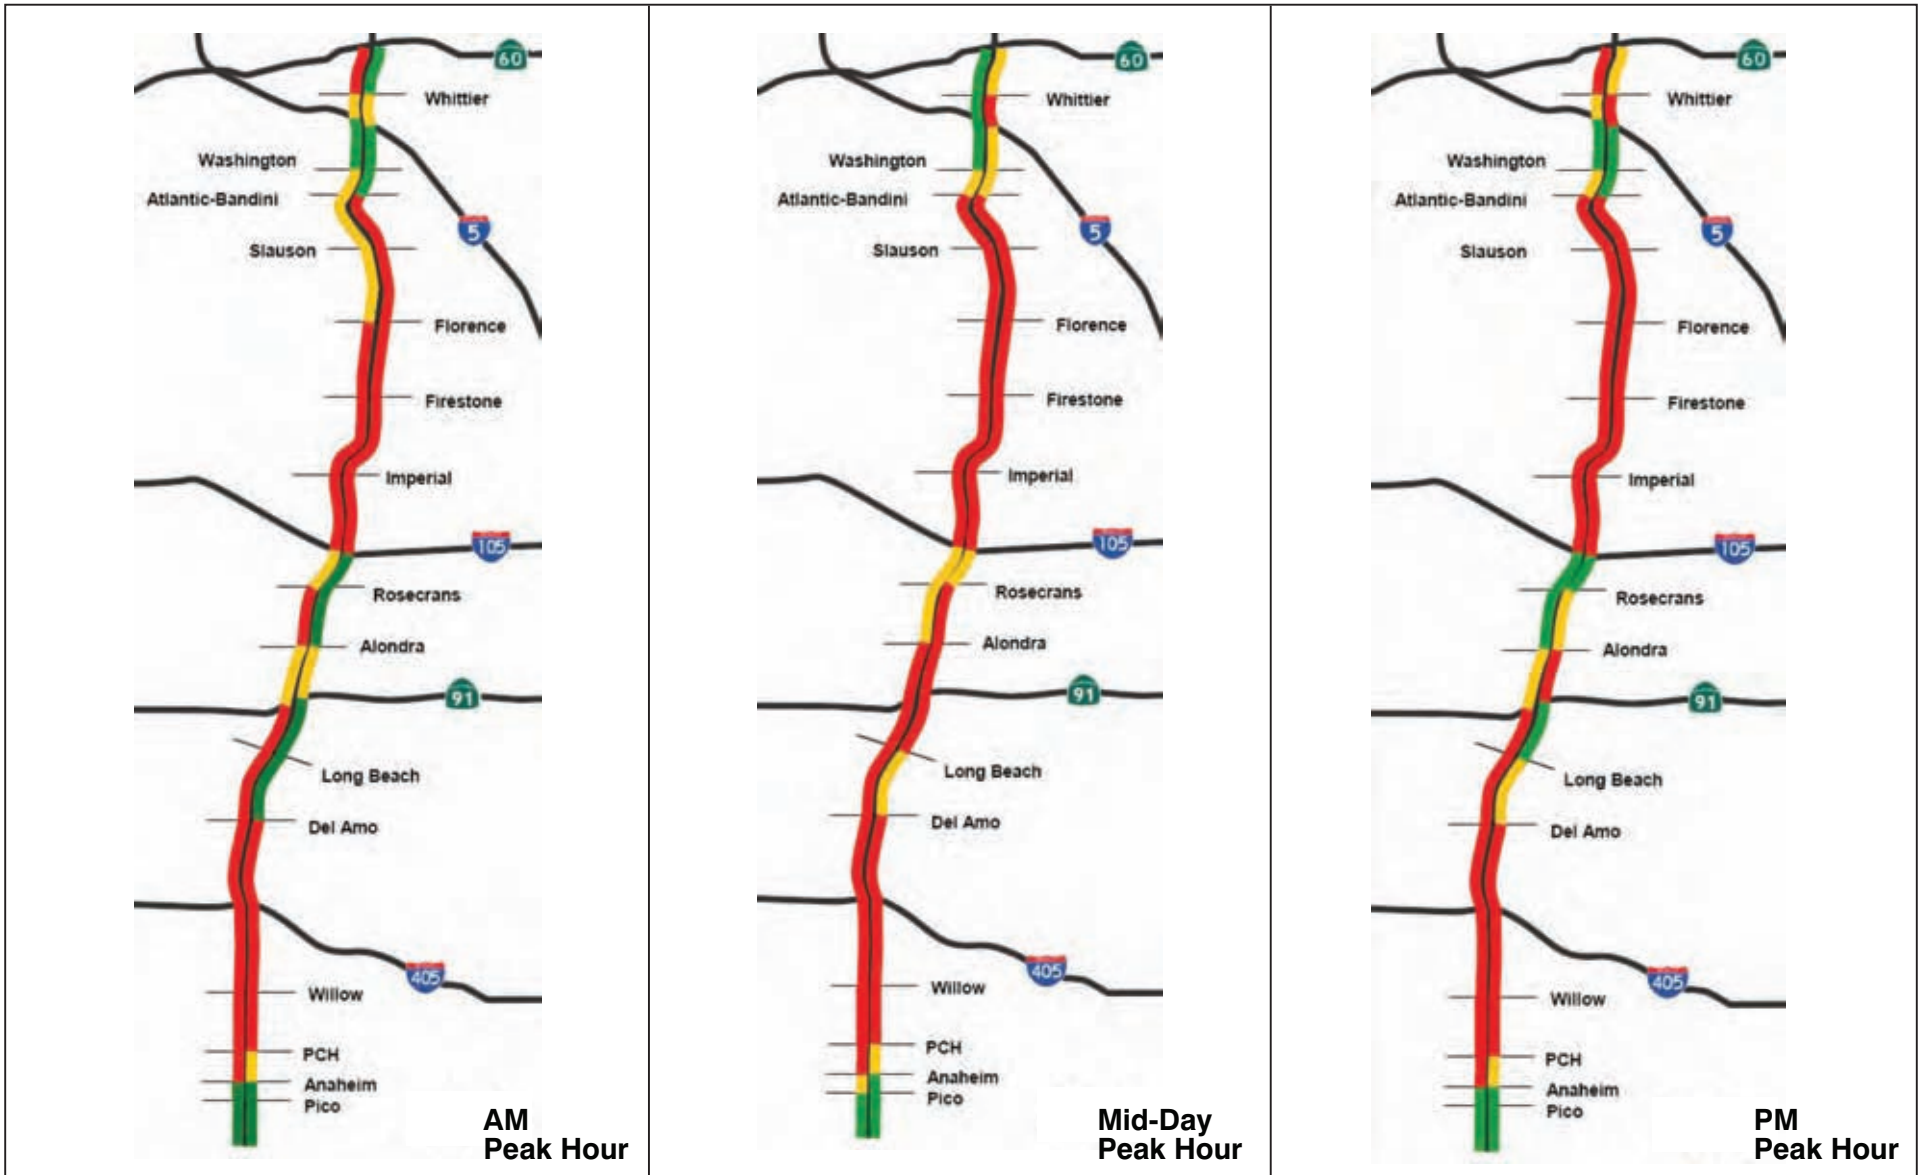 60
Whittier
Washington
Atlantic-Bandini
5
Slauson
Florence
Firestone
Imperial
105
Rosecrans
Alondra
91
Long Beach
Del Amo
405
Willow
PCH
Anaheim
Pico
AM
Peak Hour
60
Whittier
Washington
Atlantic-Bandini
5
Slauson
Florence
Firestone
Imperial
105
Rosecrans
Alondra
91
Long Beach
Del Amo
405
Willow
PCH
Anaheim
Pico
Mid-Day
Peak Hour
60
Whittier
Washington
Atlantic-Bandini
5
Slauson
Florence
Firestone
Imperial
105
Rosecrans
Alondra
91
Long Beach
Del Amo
405
Willow
PCH
Anaheim
Pico
PM
Peak Hour